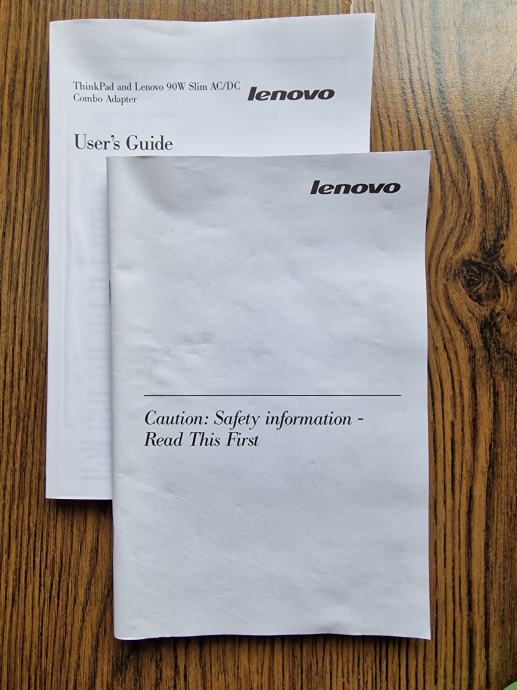 ThinkPad and Lenovo 90W Slim AC/DC
Combo Adapter
lenovo
User's Guide
lenovo
Caution: Safety information -
Read This First